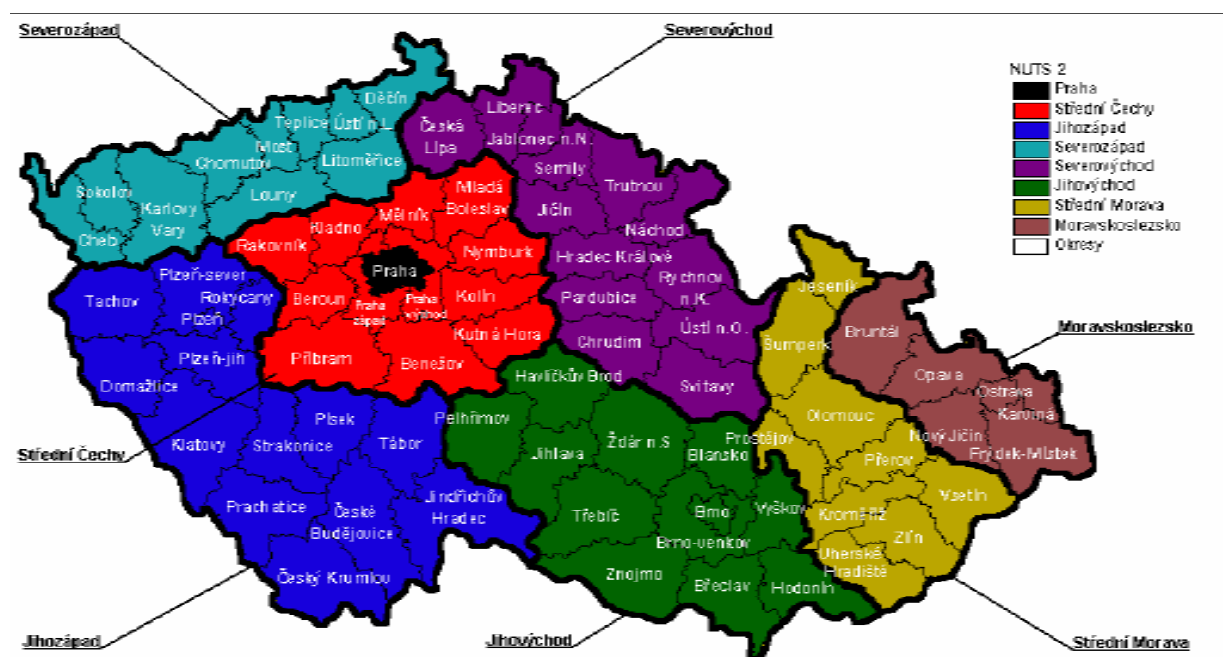 Severozápad
Severovýchod
NUTS 2
Praha
Střední Čechy
Jihozápad
Severozápad
Severovýchod
Jihovýchod
Střední Morava
Moravskoslezsko
Okresy
Děčín
Teplice
Ústí n.L.
Most
Chomutov
Litoměřice
Louny
Sokolov
Karlovy
Vary
Cheb
Liberec
Česká
Lípa
Jablonec n.N.
Semily
Trutnov
Jičín
Náchod
Hradec Králové
Rychnov
n.K.
Pardubice
Ústí n.O.
Chrudim
Svitavy
Mladá
Boleslav
Mělník
Kladno
Rakovník
Nymburk
Praha
Beroun
Praha
západ
Praha
východ
Kolín
Kutná Hora
Příbram
Benešov
Plzeň-sever
Tachov
Rokycany
Plzeň
Plzeň-jih
Domažlice
Klatovy
Písek
Strakonice
Tábor
Prachatice
České
Budějovice
Jindřichův
Hradec
Český Krumlov
Havlíčkův Brod
Pelhřimov
Jihlava
Ždár n.S
Blansko
Třebíč
Brno
Vyškov
Brno-venkov
Znojmo
Břeclav
Hodonín
Jeseník
Šumperk
Olomouc
Prostějov
Přerov
Kroměříž
Vsetín
Zlín
Uherské
Hradiště
Bruntál
Opava
Ostrava
Karviná
Nový Jičín
Frýdek-Místek
Moravskoslezsko
Střední Čechy
Jihozápad
Jihovýchod
Střední Morava